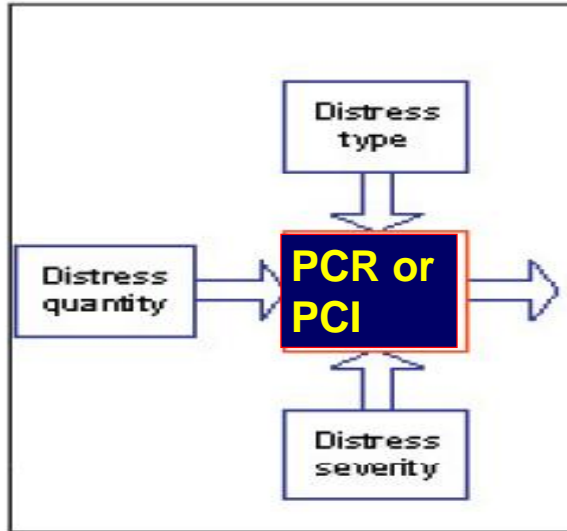 Distress
type
Distress
quantity
PCR or
PCI
Distress
severity